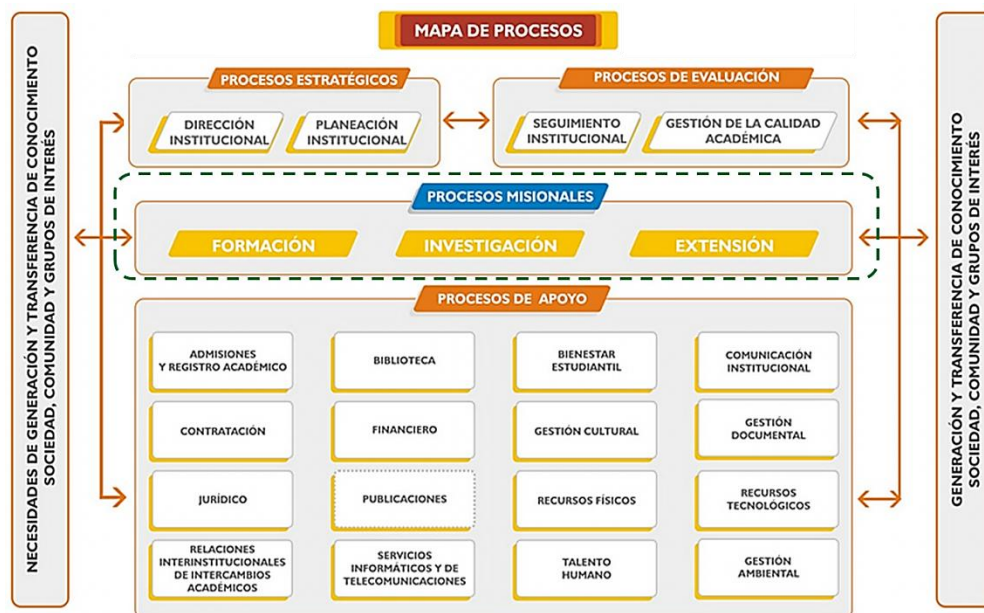 MAPA DE PROCESOS
NECESIDADES DE GENERACIÓN Y TRANSFERENCIA DE CONOCIMIENTO
SOCIEDAD, COMUNIDAD Y GRUPOS DE INTERÉS
PROCESOS ESTRATÉGICOS
DIRECCIÓN
INSTITUCIONAL
PLANEACIÓN
INSTITUCIONAL
PROCESOS DE EVALUACIÓN
SEGUIMIENTO
INSTITUCIONAL
GESTIÓN DE LA CALIDAD
ACADÉMICA
PROCESOS MISIONALES
FORMACIÓN
INVESTIGACIÓN
EXTENSIÓN
PROCESOS DE APOYO
ADMISIONES
Y REGISTRO ACADÉMICO
BIBLIOTECA
BIENESTAR
ESTUDIANTIL
COMUNICACIÓN
INSTITUCIONAL
CONTRATACIÓN
FINANCIERO
GESTIÓN CULTURAL
GESTIÓN
DOCUMENTAL
JURÍDICO
PUBLICACIONES
RECURSOS FÍSICOS
RECURSOS
TECNOLÓGICOS
RELACIONES
INTERINSTITUCIONALES
DE INTERCAMBIOS
ACADÉMICOS
SERVICIOS
INFORMÁTICOS Y DE
TELECOMUNICACIONES
TALENTO
HUMANO
GESTIÓN
AMBIENTAL
GENERACIÓN Y TRANSFERENCIA DE CONOCIMIENTO
SOCIEDAD, COMUNIDAD Y GRUPOS DE INTERÉS